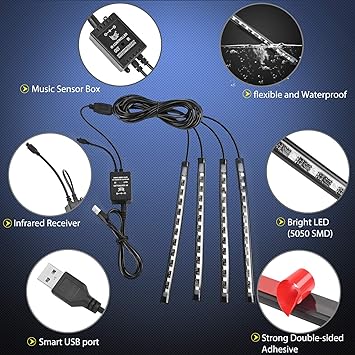 Music Sensor Box
flexible and Waterproof
Infrared Receiver
Bright LED
(5050 SMD)
Smart USB port
Strong Double-sided
Adhesive